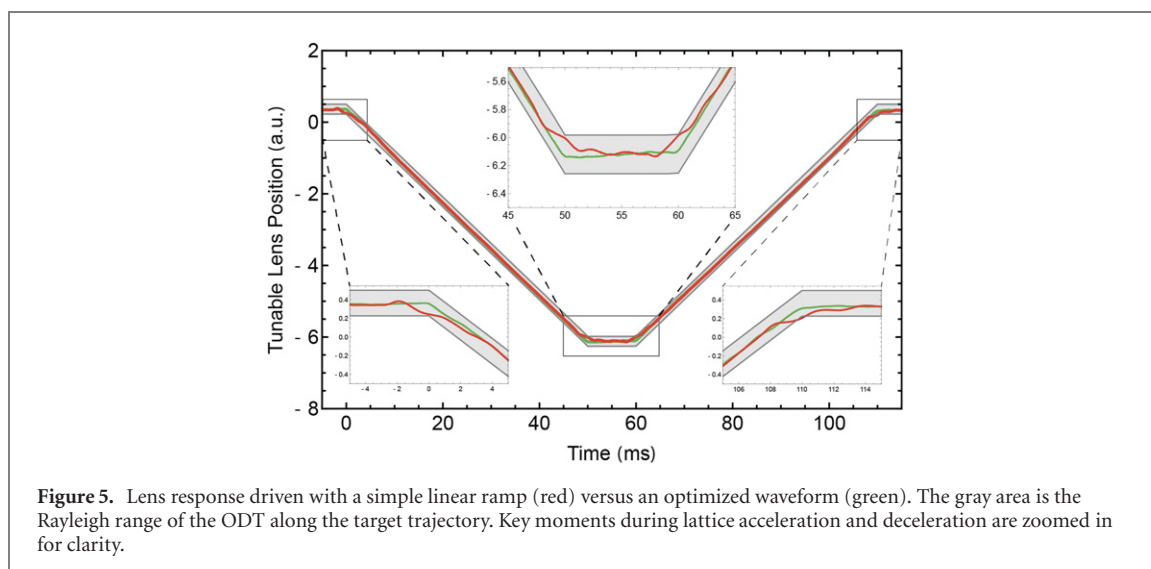 2
0
- 2
- 4
- 6
- 8
Tunable Lens Position (a.u.)
- 5.6
- 5.8
- 6.0
- 6.2
- 6.4
45 50 55 60 65
0.4
0.2
0.0
- 0.2
- 0.4
- 4 - 2 0 2 4
0.4
0.2
0.0
- 0.2
- 0.4
106 108 110 112 114
0 20 40 60 80 100
Time (ms)
Figure 5. Lens response driven with a simple linear ramp (red) versus an optimized waveform (green). The gray area is the
Rayleigh range of the ODT along the target trajectory. Key moments during lattice acceleration and deceleration are zoomed in
for clarity.